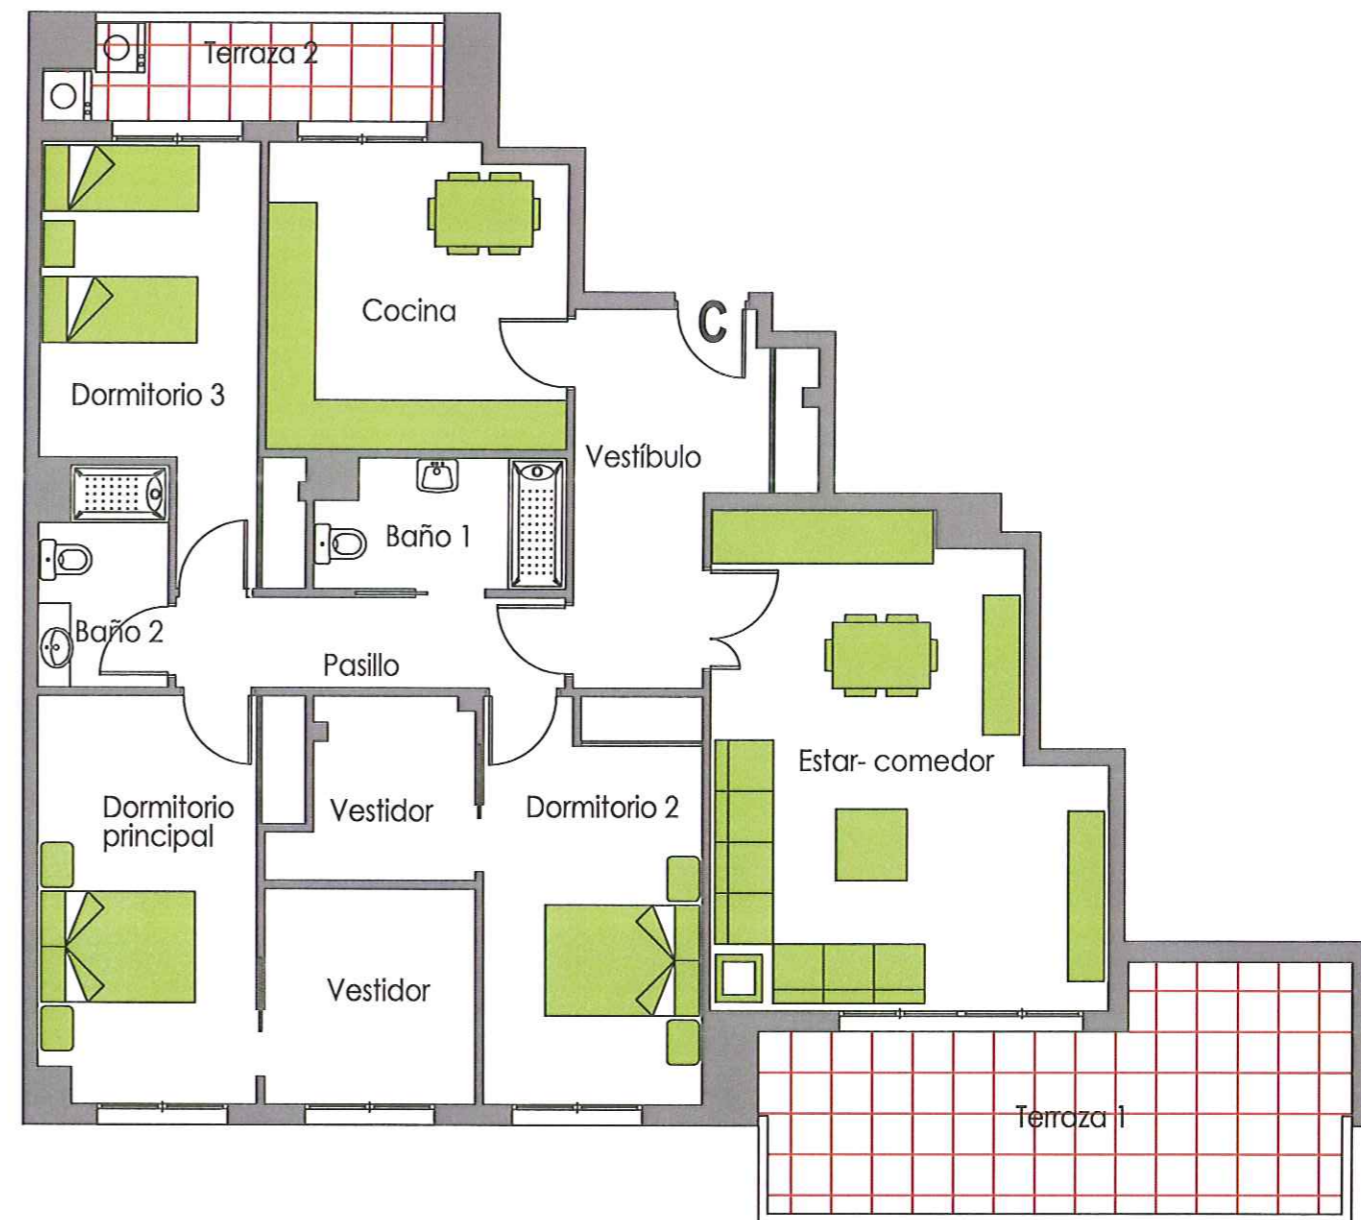 Terraza 2
Cocina
C
Dormitorio 3
Vestíbulo
Baño 1
Baño 2
Pasillo
Estar- comedor
Dormitorio
principal
Vestidor
Dormitorio 2
Vestidor
Terraza 1